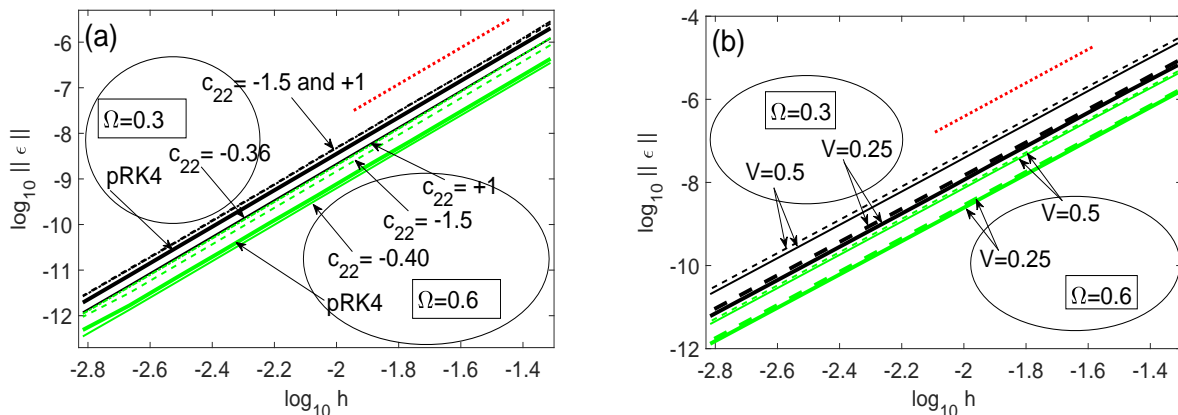 (a)
-6
-7
-8
-9
-10
-11
-12
log10 || ϵ ||
c22= -1.5 and +1
Ω=0.3
c22= -0.36
pRK4
c22= +1
c22= -1.5
c22= -0.40
pRK4
Ω=0.6
-2.8 -2.6 -2.4 -2.2 -2 -1.8 -1.6 -1.4
log10 h
(b)
-4
-6
-8
-10
-12
log10 || ϵ ||
Ω=0.3
V=0.5
V=0.25
V=0.5
V=0.25
Ω=0.6
-2.8 -2.6 -2.4 -2.2 -2 -1.8 -1.6 -1.4
log10 h